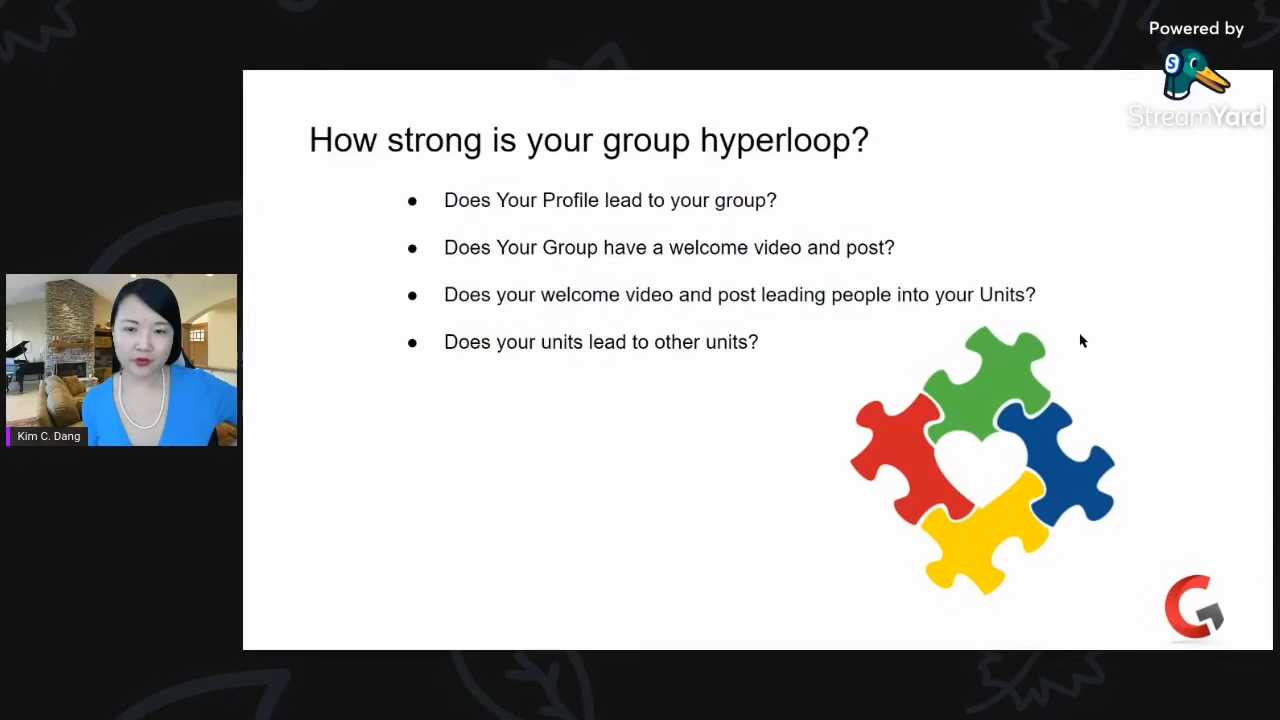 Powered by
StreamYard
How strong is your group hyperloop?
● Does Your Profile lead to your group?
● Does Your Group have a welcome video and post?
● Does your welcome video and post leading people into your Units?
● Does your units lead to other units?
Kim C. Dang